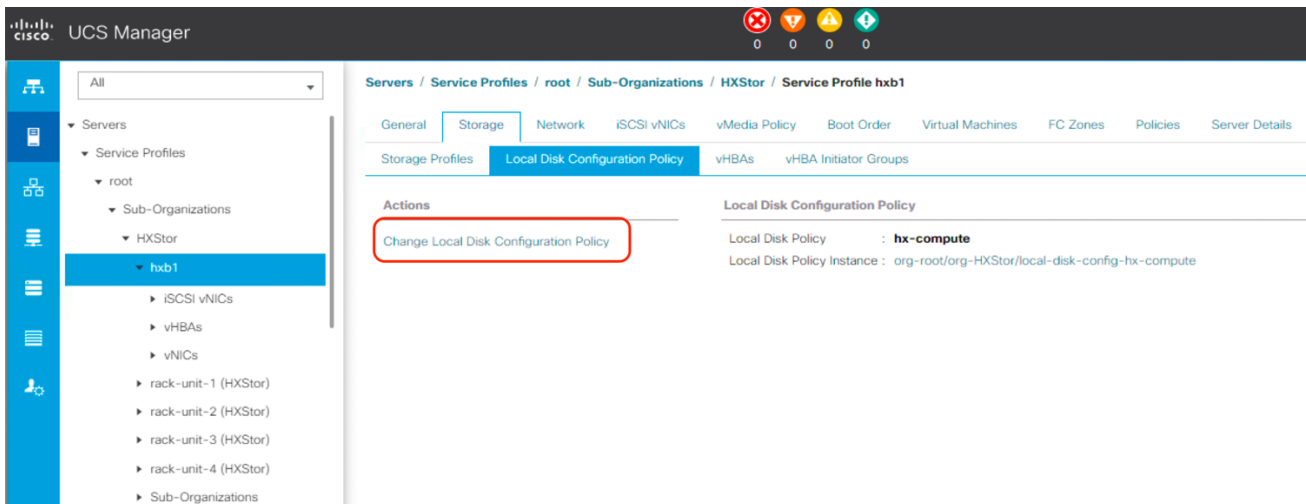 cisco. UCS Manager
0 0 0 0
All
Servers / Service Profiles / root / Sub-Organizations / HXStor / Service Profile hxb1
General Storage Network iSCSI vNICs vMedia Policy Boot Order Virtual Machines FC Zones Policies Server Details
Storage Profiles Local Disk Configuration Policy vHBAs vHBA Initiator Groups
Servers
Service Profiles
root
Sub-Organizations
HXStor
hxb1
iSCSI vNICs
vHBAs
vNICs
rack-unit-1 (HXStor)
rack-unit-2 (HXStor)
rack-unit-3 (HXStor)
rack-unit-4 (HXStor)
Sub-Organizations
Actions
Change Local Disk Configuration Policy
Local Disk Configuration Policy
Local Disk Policy : hx-compute
Local Disk Policy Instance : org-root/org-HXStor/local-disk-config-hx-compute